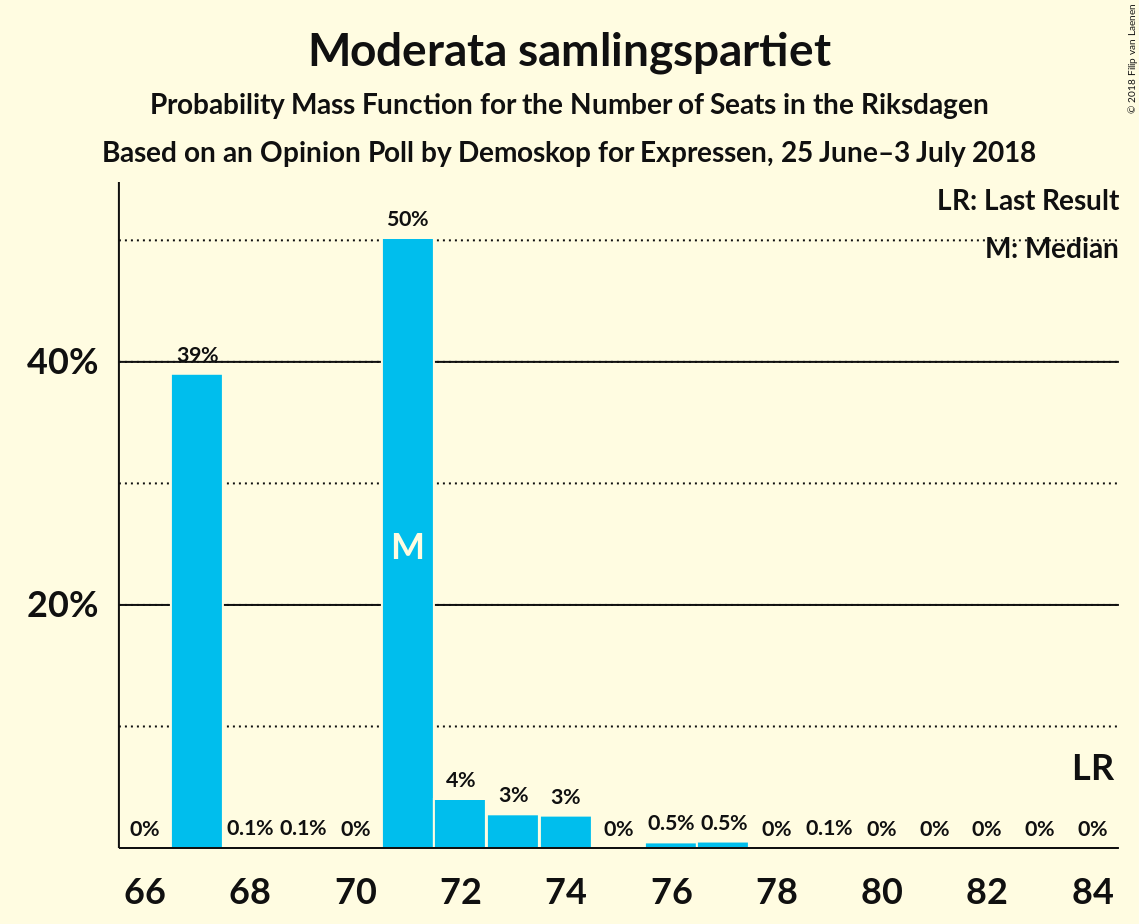 Moderata samlingspartiet
Probability Mass Function for the Number of Seats in the Riksdagen
Based on an Opinion Poll by Demoskop for Expressen, 25 June–3 July 2018
© 2018 Filip van Laenen
LR: Last Result
M: Median
40%
20%
0%
39%
0.1%
0.1%
0%
50%
M
4%
3%
3%
0%
0.5%
0.5%
0%
0.1%
0%
0%
0%
0%
0%
LR
66 68 70 72 74 76 78 80 82 84